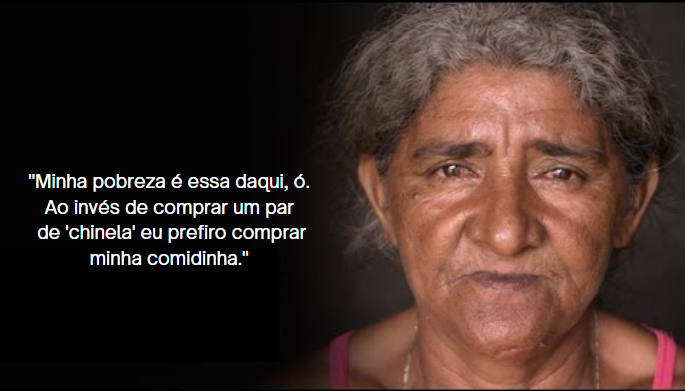 "Minha pobreza é essa daqui, ó.
Ao invés de comprar um par
de 'chinela' eu prefiro comprar
minha comidinha."